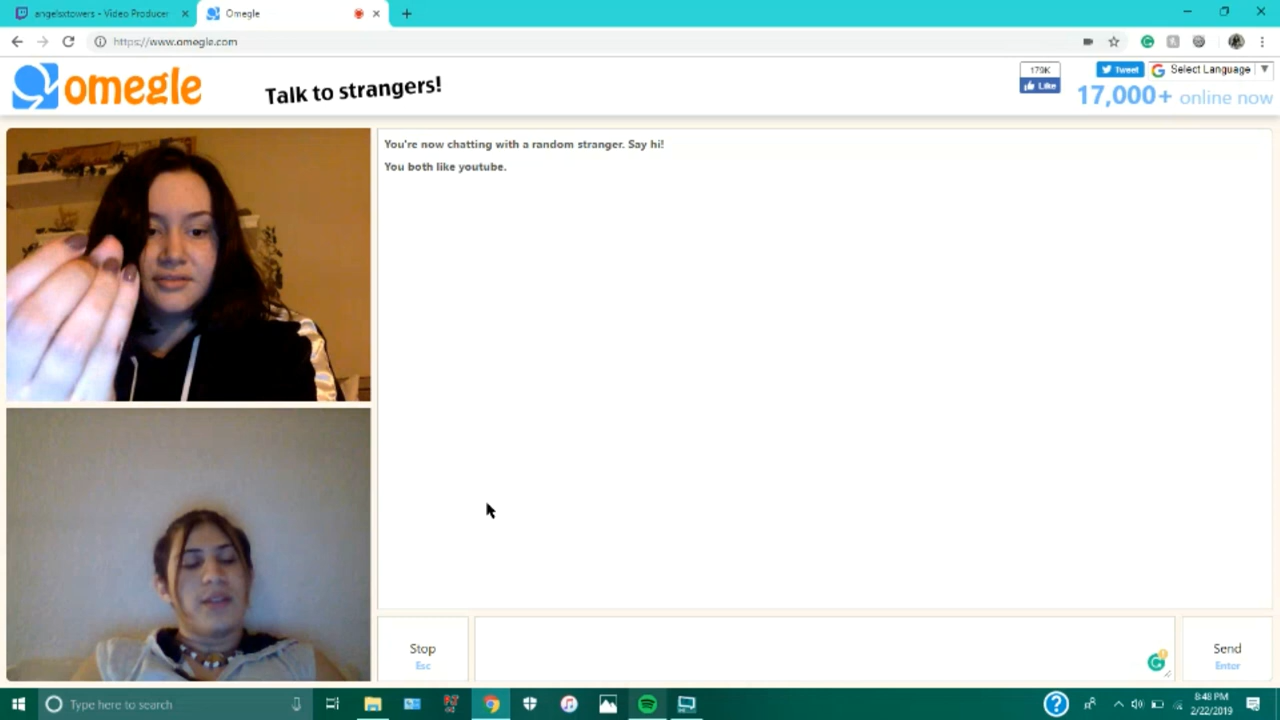 angelsxtowers - Video Producer
Omegle
https://www.omegle.com
omegle
Talk to strangers!
179K
Like
Tweet
Select Language
17,000+ online now
You're now chatting with a random stranger. Say hi!
You both like youtube.
Stop
Esc
Send
Enter
Type here to search
8:48 PM
2/22/2019